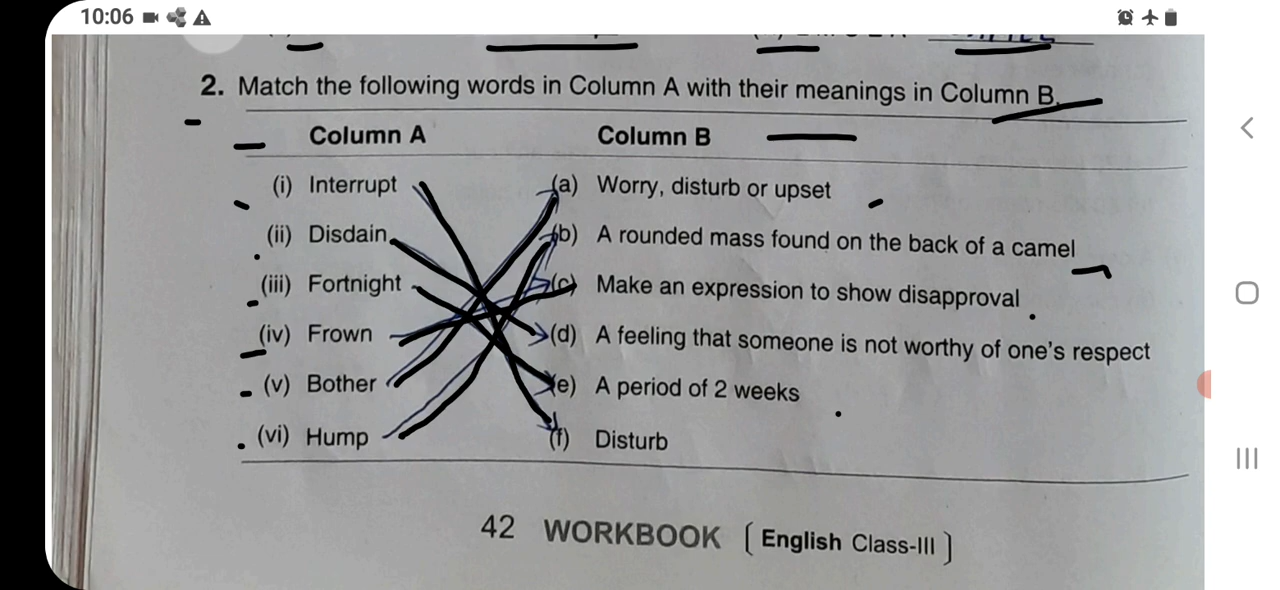 10:06
2. Match the following words in Column A with their meanings in Column B.
Column A Column B
(i) Interrupt (a) Worry, disturb or upset
(ii) Disdain (b) A rounded mass found on the back of a camel
(iii) Fortnight (c) Make an expression to show disapproval
(iv) Frown (d) A feeling that someone is not worthy of one's respect
(v) Bother (e) A period of 2 weeks
(vi) Hump (f) Disturb
42 WORKBOOK [ English Class-III ]